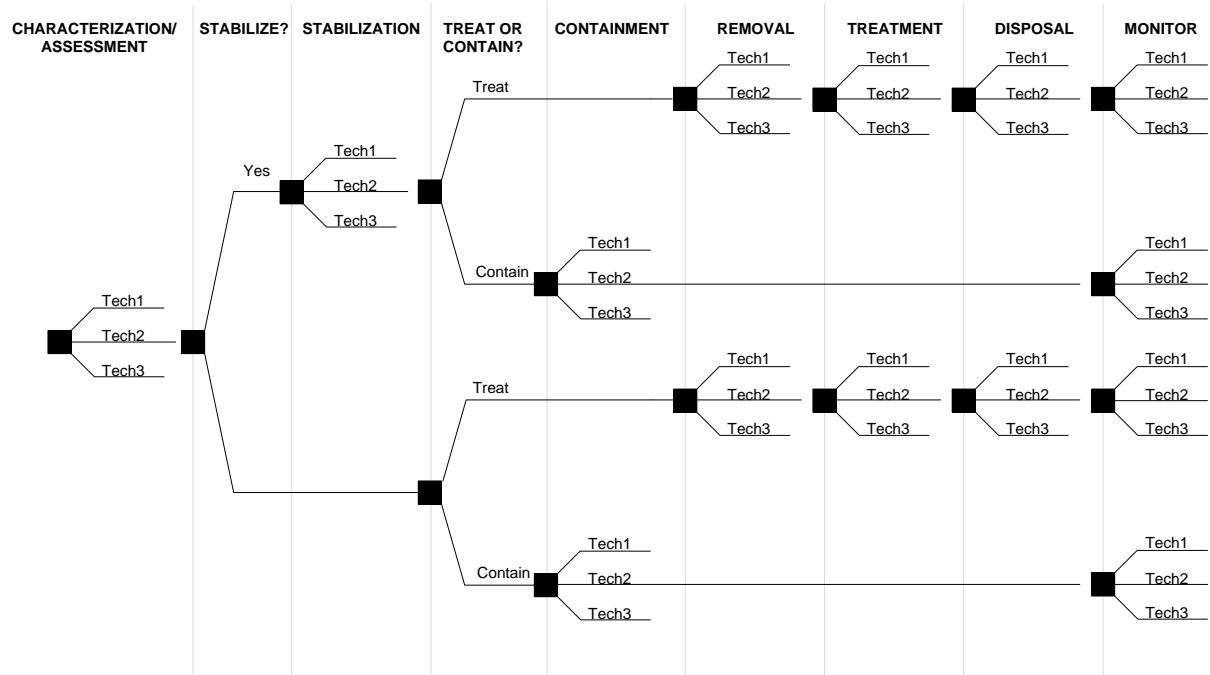 CHARACTERIZATION/
ASSESSMENT
STABILIZE?
STABILIZATION
TREAT OR
CONTAIN?
CONTAINMENT
REMOVAL
TREATMENT
DISPOSAL
MONITOR
Treat
Tech1
Tech2
Tech3
Tech1
Tech2
Tech3
Tech1
Tech2
Tech3
Tech1
Tech2
Tech3
Yes
Tech1
Tech2
Tech3
Contain
Tech1
Tech2
Tech3
Tech1
Tech2
Tech3
Tech1
Tech2
Tech3
Treat
Tech1
Tech2
Tech3
Tech1
Tech2
Tech3
Tech1
Tech2
Tech3
Tech1
Tech2
Tech3
Contain
Tech1
Tech2
Tech3
Tech1
Tech2
Tech3